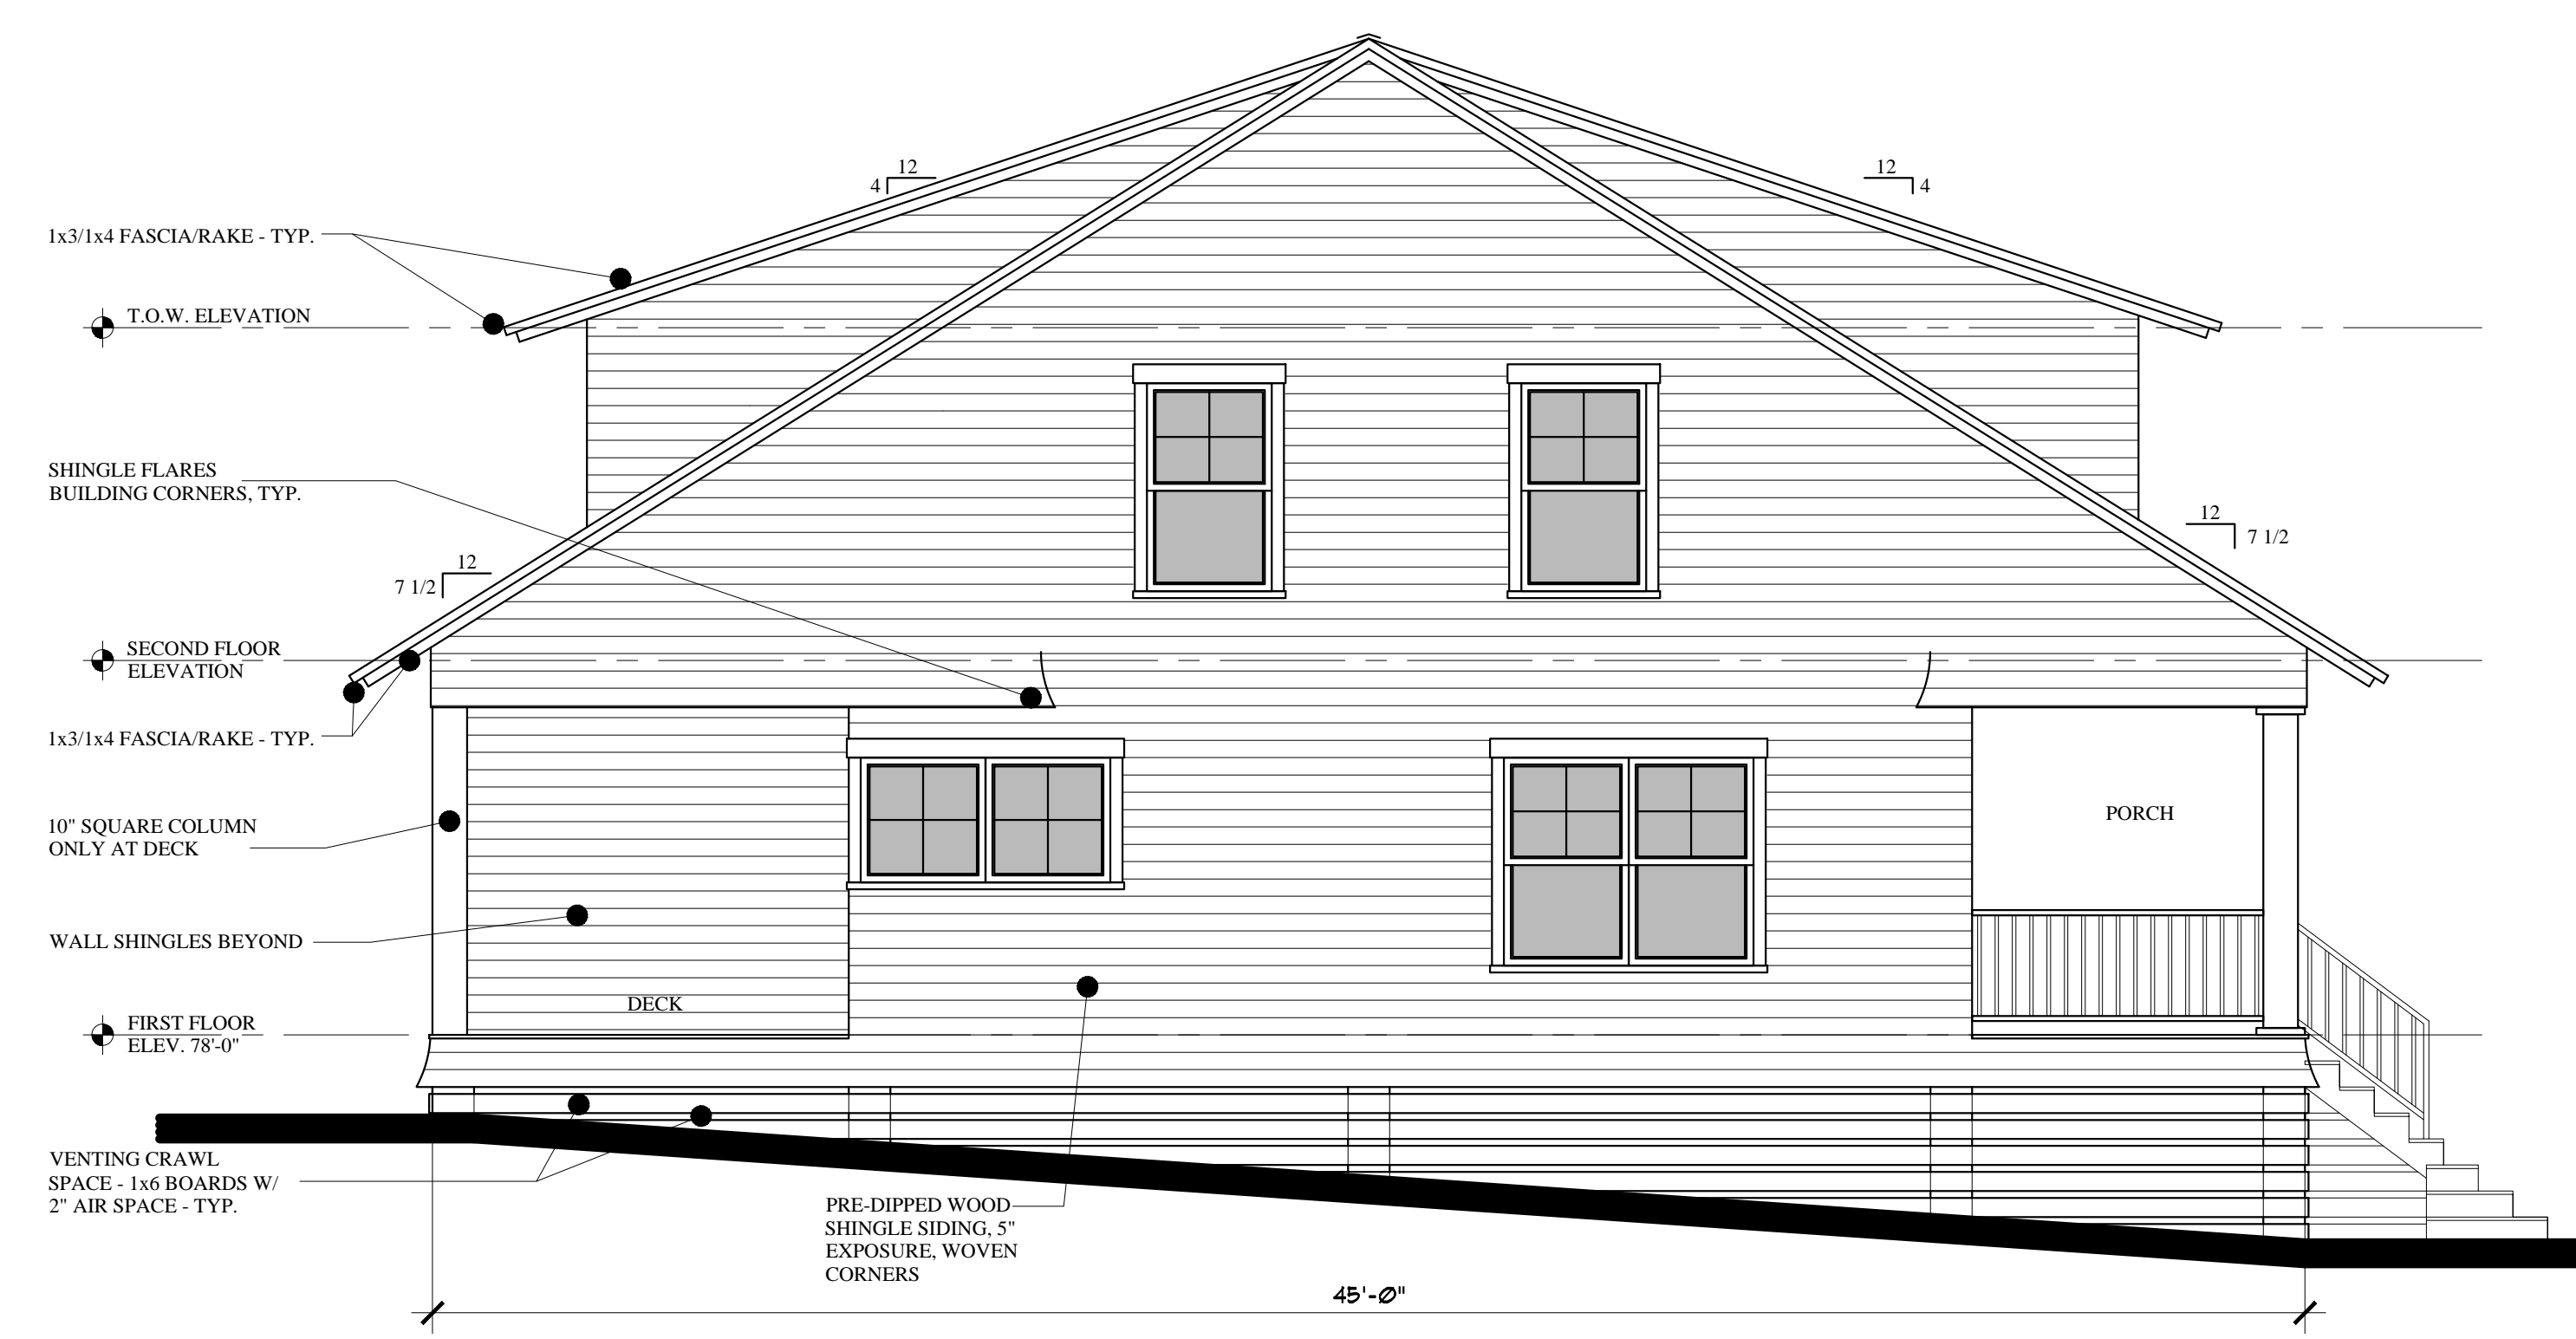 12
4
12
4
1x3/1x4 FASCIA/RAKE - TYP.
T.O.W. ELEVATION
SHINGLE FLARES
BUILDING CORNERS, TYP.
12
7 1/2
12
7 1/2
SECOND FLOOR
ELEVATION
1x3/1x4 FASCIA/RAKE - TYP.
10" SQUARE COLUMN
ONLY AT DECK
PORCH
WALL SHINGLES BEYOND
DECK
FIRST FLOOR
ELEV. 78'-0"
VENTING CRAWL
SPACE - 1x6 BOARDS W/
2" AIR SPACE - TYP.
PRE-DIPPED WOOD
SHINGLE SIDING, 5"
EXPOSURE, WOVEN
CORNERS
45'-0"